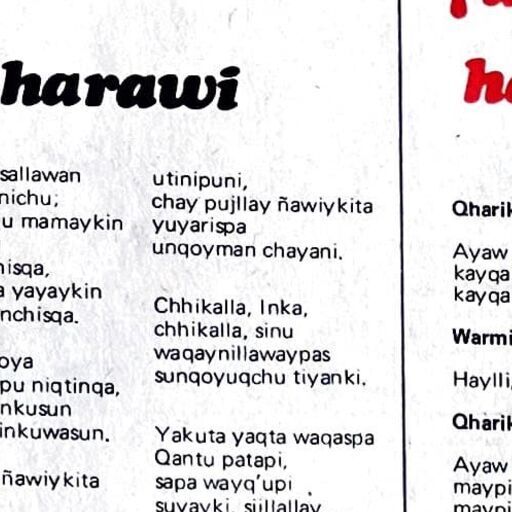 harawi
sallawan
nichu;
u mamaykin
hisqa,
a yayaykin
nchisqa.
oya
pu niqtinqa,
nkusun
inkuwasun.
ñawiykita
utinipuni,
chay pujllay ñawiykita
yuyarispa
unqoyman chayani.
Chhikalla, Inka,
chhikalla, sinu
waqaynillawaypas
sunqoyuqchu tiyanki.
Yakuta yaqta waqaspa
Qantu patapi,
sapa wayq'upi
suyayki, sijllallay
Qharik
Ayaw
kayqa
kayqa
Warmi
Haylli,
Qharik
Ayaw
maypi
maypi